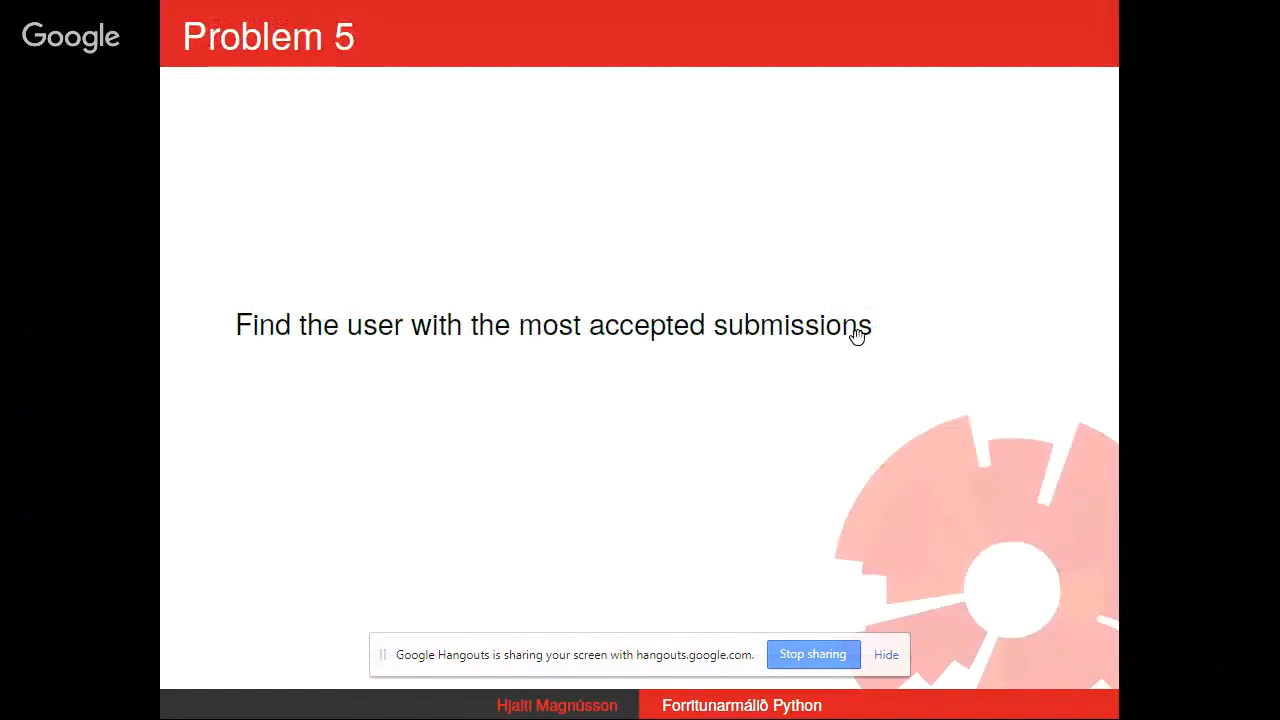 Google
Problem 5
Find the user with the most accepted submissions
Google Hangouts is sharing your screen with hangouts.google.com.
Stop sharing
Hide
Hjalti Magnússon
Forritunarmálið Python